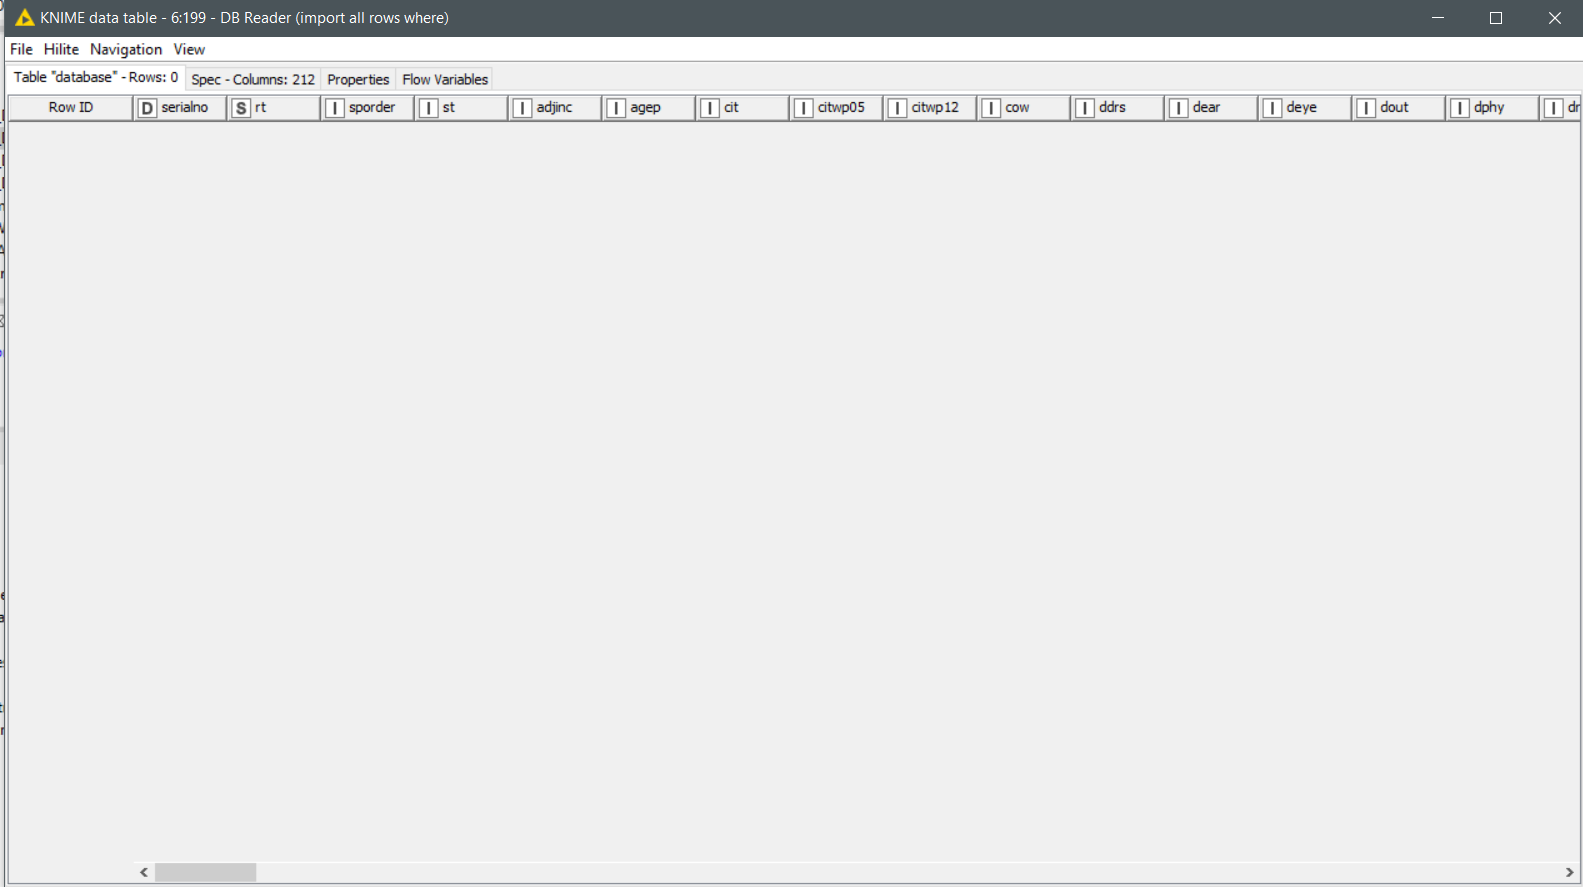 KNIME data table - 6:199 - DB Reader (import all rows where)
File Hilite Navigation View
Table "database" - Rows: 0 Spec - Columns: 212 Properties Flow Variables
Row ID D serialno S rt I sporder I st I adjinc I agep I cit I citwp05 I citwp12 I cow I ddrs I dear I deye I dout I dphy I